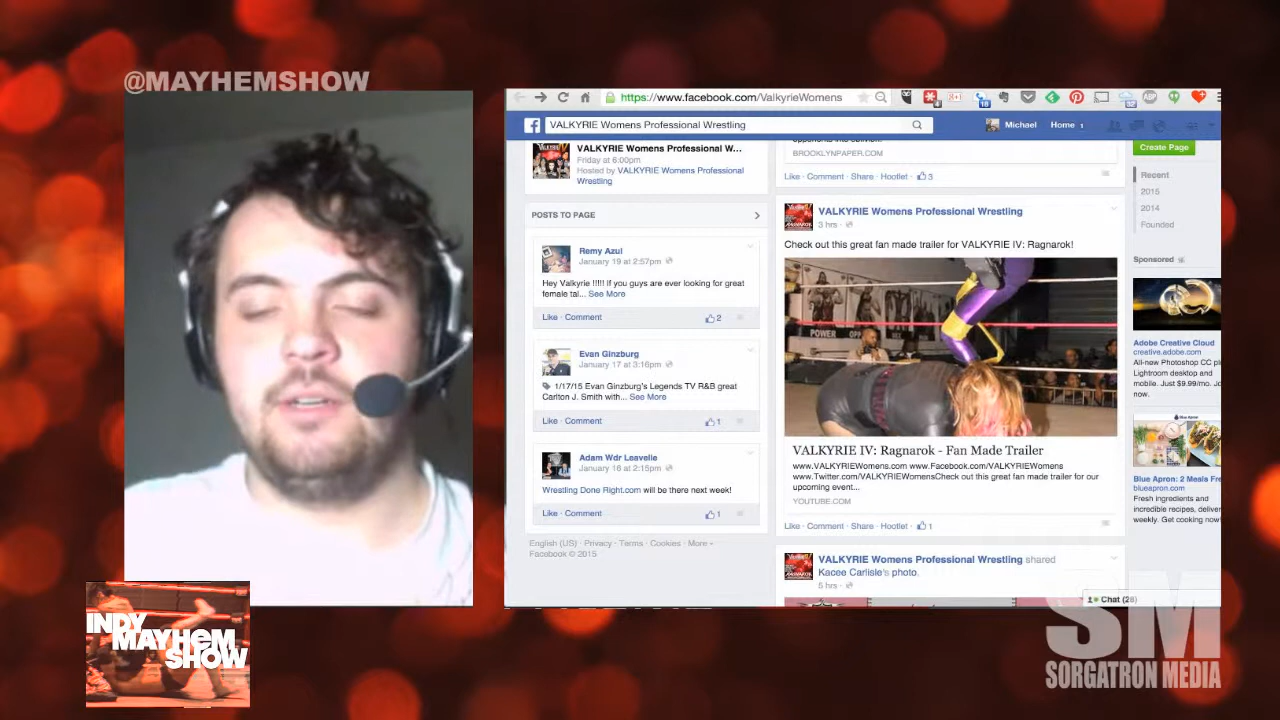 @MAYHEMSHOW
https://www.facebook.com/ValkyrieWomens
VALKYRIE Womens Professional Wrestling
Michael
Home 1
VALKYRIE Womens Professional W...
Friday at 6:00pm
Hosted by VALKYRIE Womens Professional
Wrestling
POSTS TO PAGE
Remy Azul
January 19 at 2:57pm
Hey Valkyrie !!!!! If you guys are ever looking for great
female tal... See More
Like · Comment
2
Evan Ginzburg
January 17 at 3:16pm
1/17/15 Evan Ginzburg's Legends TV R&B great
Carlton J. Smith with... See More
Like · Comment
1
Adam Wdr Leavelle
January 16 at 2:15pm
Wrestling Done Right.com will be there next week!
Like · Comment
1
English (US) · Privacy · Terms · Cookies · More
Facebook © 2015
BROOKLYNPAPER.COM
Like · Comment · Share · Hootlet · 3
VALKYRIE Womens Professional Wrestling
3 hrs
Check out this great fan made trailer for VALKYRIE IV: Ragnarok!
POWER
VALKYRIE IV: Ragnarok - Fan Made Trailer
www.VALKYRIEWomens.com www.Facebook.com/VALKYRIEWomens
www.Twitter.com/VALKYRIEWomensCheck out this great fan made trailer for our
upcoming event...
YOUTUBE.COM
Like · Comment · Share · Hootlet · 1
VALKYRIE Womens Professional Wrestling shared
Kacee Carlisle's photo.
5 hrs
Create Page
Recent
2015
2014
Founded
Sponsored
Adobe Creative Cloud
creative.adobe.com
All-new Photoshop CC pl
Lightroom desktop and
mobile. Just $9.99/mo. Jo
now.
Blue Apron
Blue Apron: 2 Meals Fre
blueapron.com
Fresh ingredients and
incredible recipes, deliver
weekly. Get cooking now!
Chat (28)
INDY
MAYHEM
SHOW
SM
SORGATRON MEDIA